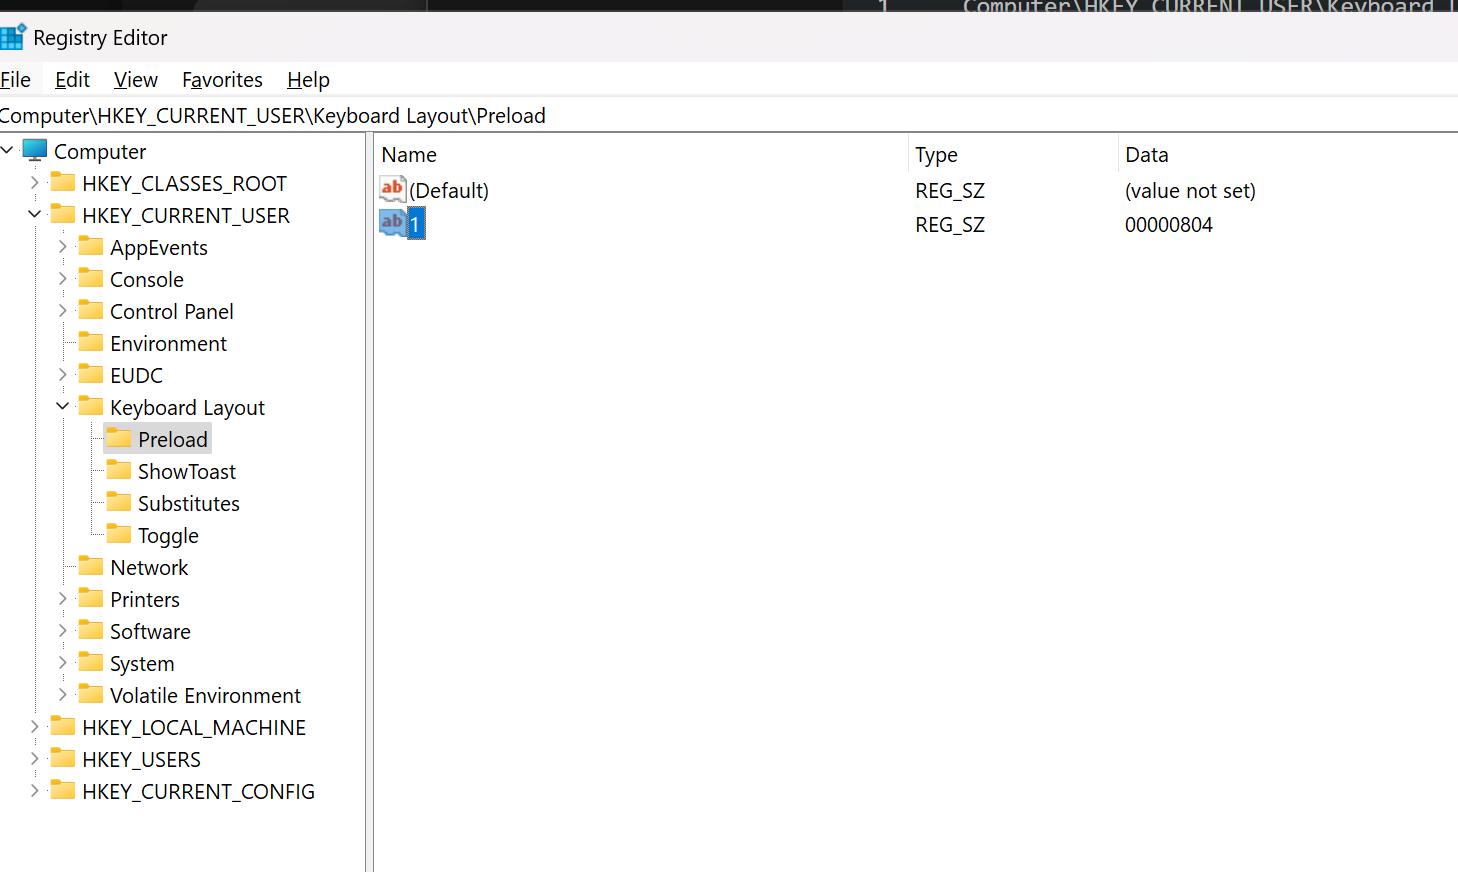 1 Computer\HKEY_CURRENT_USER\Keyboard
Registry Editor
File Edit View Favorites Help
Computer\HKEY_CURRENT_USER\Keyboard Layout\Preload
Computer
HKEY_CLASSES_ROOT
HKEY_CURRENT_USER
AppEvents
Console
Control Panel
Environment
EUDC
Keyboard Layout
Preload
ShowToast
Substitutes
Toggle
Network
Printers
Software
System
Volatile Environment
HKEY_LOCAL_MACHINE
HKEY_USERS
HKEY_CURRENT_CONFIG
Name Type Data
ab (Default) REG_SZ (value not set)
ab 1 REG_SZ 00000804